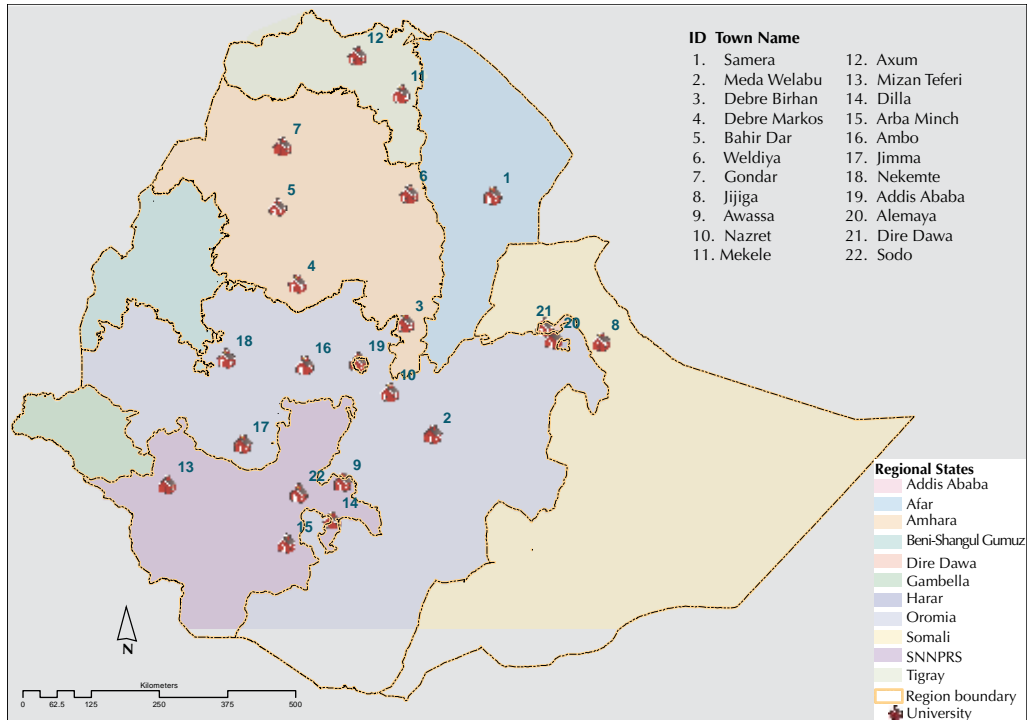 ID Town Name
1. Samera
2. Meda Welabu
3. Debre Birhan
4. Debre Markos
5. Bahir Dar
6. Weldiya
7. Gondar
8. Jijiga
9. Awassa
10. Nazret
11. Mekele
12. Axum
13. Mizan Teferi
14. Dilla
15. Arba Minch
16. Ambo
17. Jimma
18. Nekemte
19. Addis Ababa
20. Alemaya
21. Dire Dawa
22. Sodo
12
11
7
6
1
5
4
3
21
20
8
18
16
19
10
2
17
13
22
9
14
15
Regional States
Addis Ababa
Afar
Amhara
Beni-Shangul Gumuz
Dire Dawa
Gambella
Harar
Oromia
Somali
SNNPRS
Tigray
Region boundary
University
N
Kilometers
0 62.5 125 250 375 500